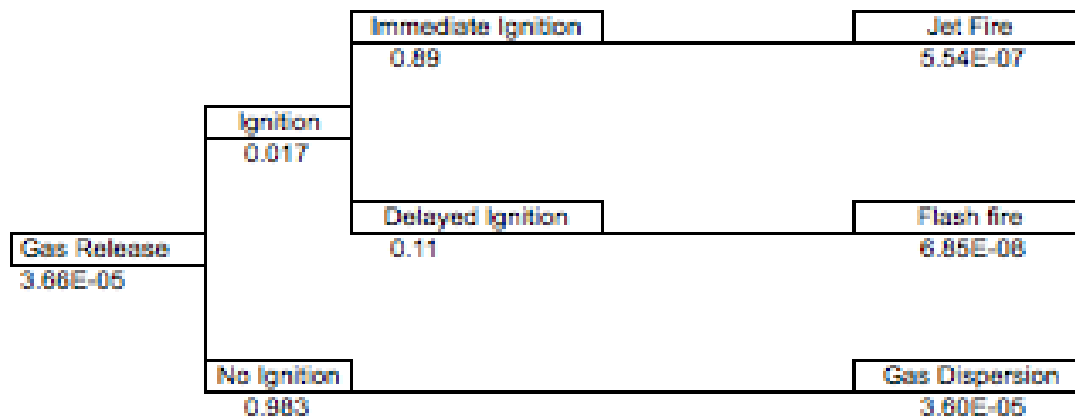 Immediate Ignition
0.89
Jet Fire
5.54E-07
Ignition
0.017
Delayed Ignition
0.11
Flash fire
6.85E-08
Gas Release
3.66E-05
No Ignition
0.983
Gas Dispersion
3.60E-05